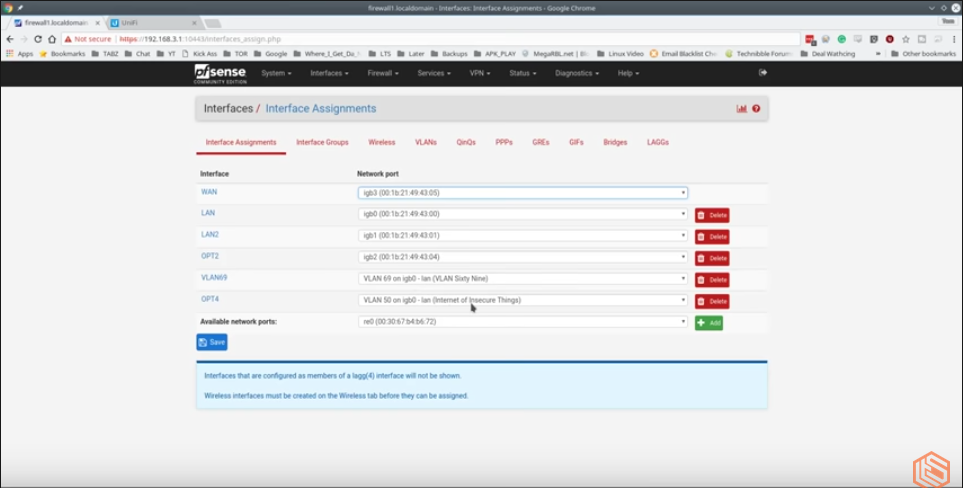 firewall1.localdomain - Interfaces: Interface Assignments - Google Chrome
firewall1.localdomain UniFi Tom
Not secure https://192.168.3.1:10443/interfaces_assign.php
Apps Bookmarks TABZ Chat YT Kick Ass TOR Google Where_I_Get_Da_ LTS Later Backups APK_PLAY MegaRBL.net | Linux Video Email Blacklist Technibble Forum Deal Wathcing » Other bookmarks
pfsense System Interfaces Firewall Services VPN Status Diagnostics Help
COMMUNITY EDITION
Interfaces / Interface Assignments
Interface Assignments Interface Groups Wireless VLANs QinQs PPPs GREs GIFs Bridges LAGGs
Interface Network port
WAN igb3 (00:1b:21:49:43:05)
LAN igb0 (00:1b:21:49:43:00) Delete
LAN2 igb1 (00:1b:21:49:43:01) Delete
OPT2 igb2 (00:1b:21:49:43:04) Delete
VLAN69 VLAN 69 on igb0 - lan (VLAN Sixty Nine) Delete
OPT4 VLAN 50 on igb0 - lan (Internet of Insecure Things) Delete
Available network ports: re0 (00:30:67:b4:b6:72) + Add
Save
Interfaces that are configured as members of a lagg(4) interface will not be shown.
Wireless interfaces must be created on the Wireless tab before they can be assigned.